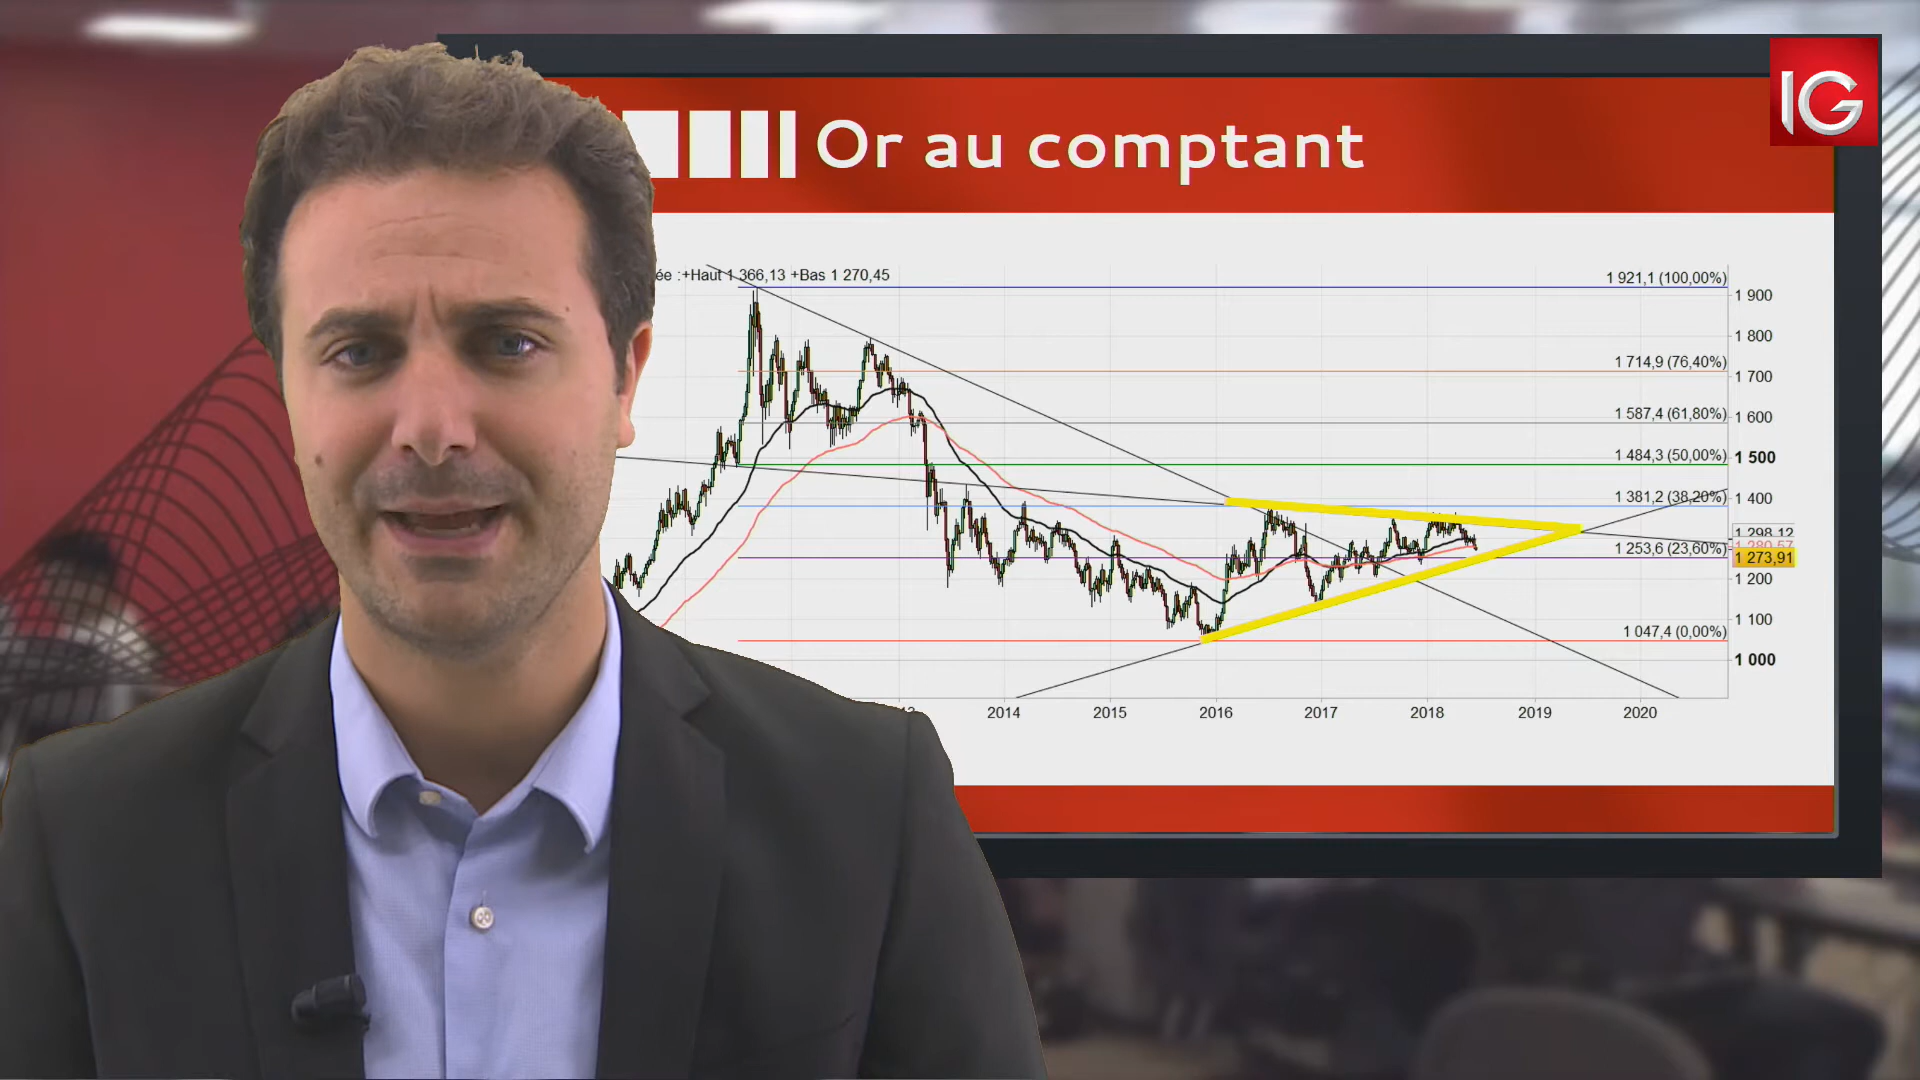 IG
Or au comptant
ée :+Haut 1 366,13 +Bas 1 270,45
1 921,1 (100,00%)
1 900
1 800
1 714,9 (76,40%)
1 700
1 587,4 (61,80%)
1 600
1 484,3 (50,00%)
1 500
1 381,2 (38,20%)
1 400
1 298,12
1 280,57
1 253,6 (23,60%)
1 273,91
1 200
1 100
1 047,4 (0,00%)
1 000
2014 2015 2016 2017 2018 2019 2020